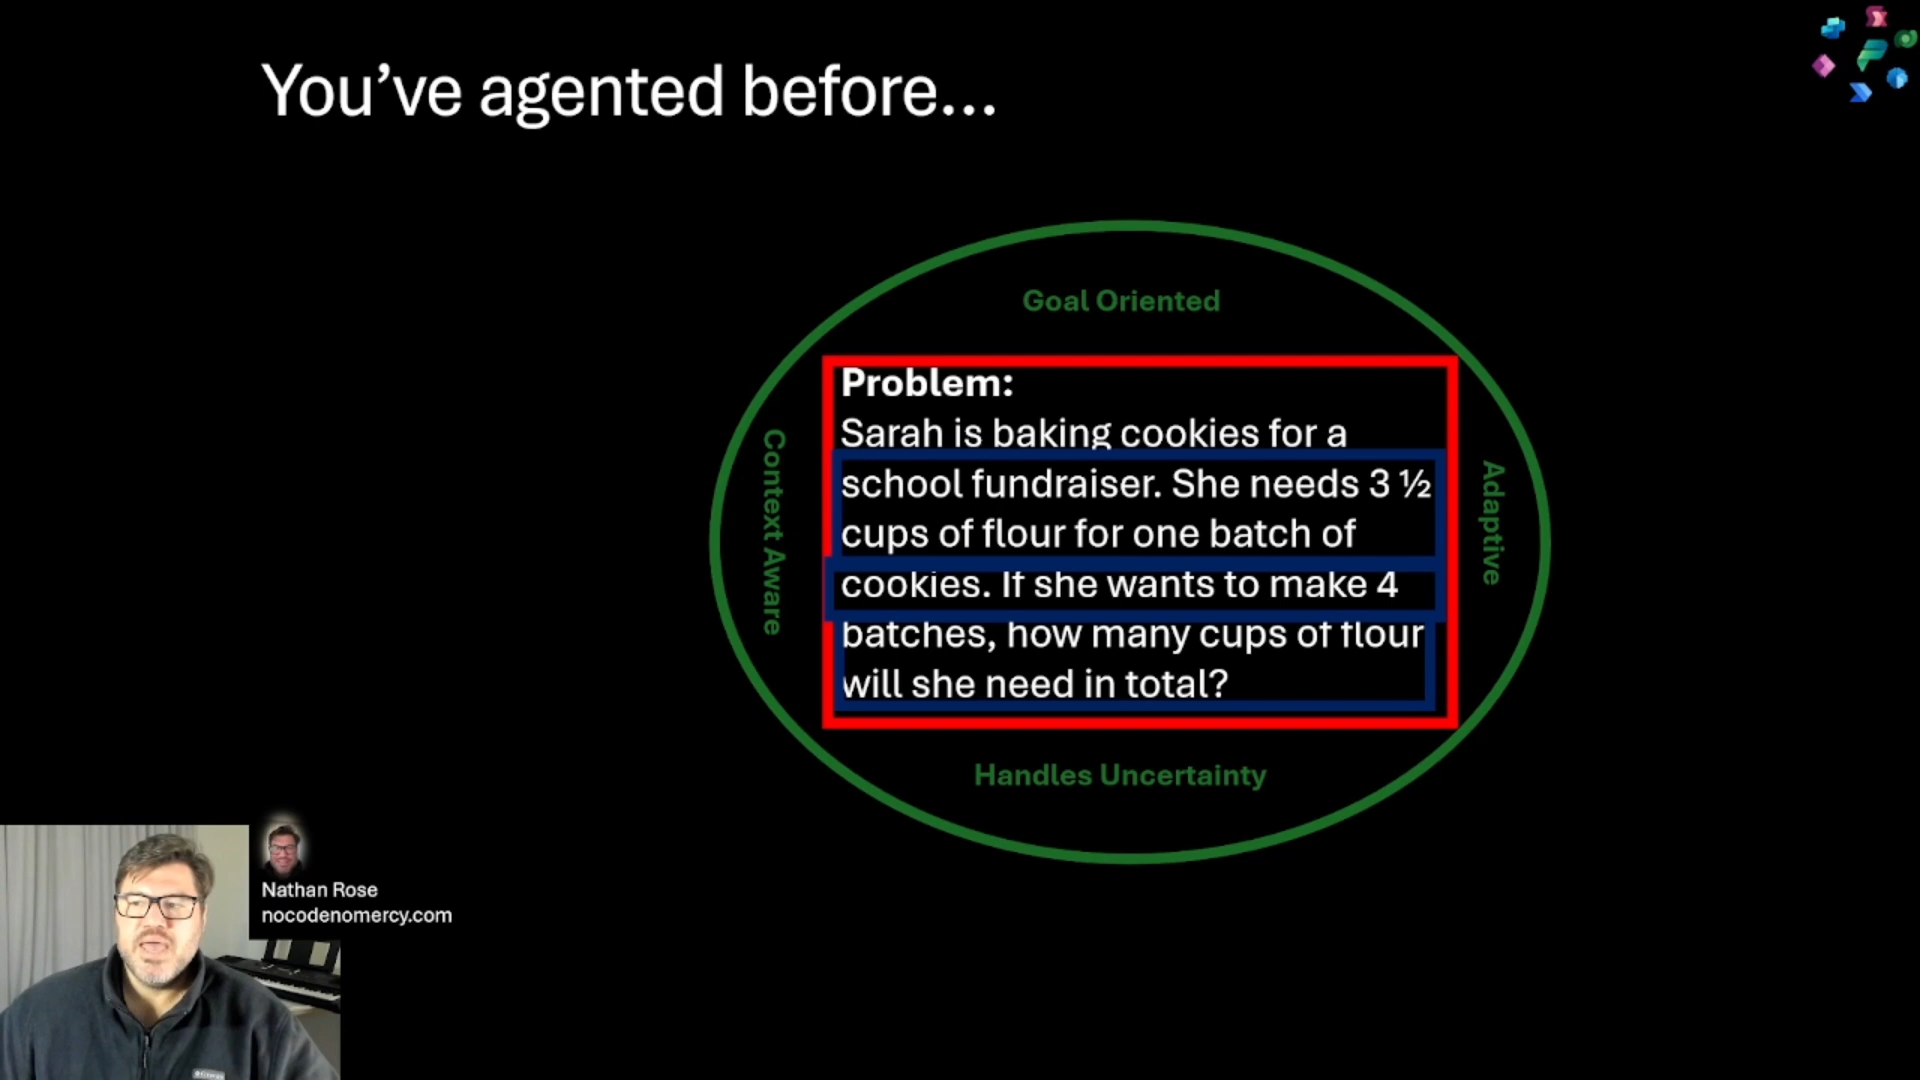 You’ve agented before…
Goal Oriented
Context Aware
Problem:
Sarah is baking cookies for a
school fundraiser. She needs 3 ½
cups of flour for one batch of
cookies. If she wants to make 4
batches, how many cups of flour
will she need in total?
Adaptive
Handles Uncertainty
Nathan Rose
nocodenomercy.com